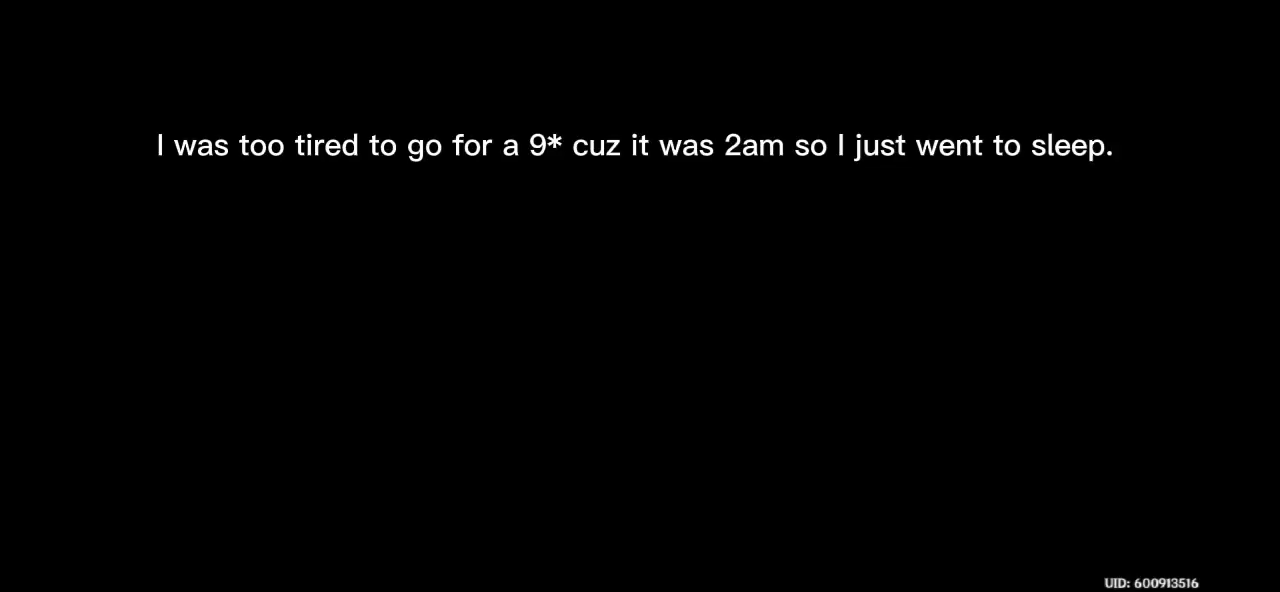 I was too tired to go for a 9* cuz it was 2am so I just went to sleep.
UID: 600913516